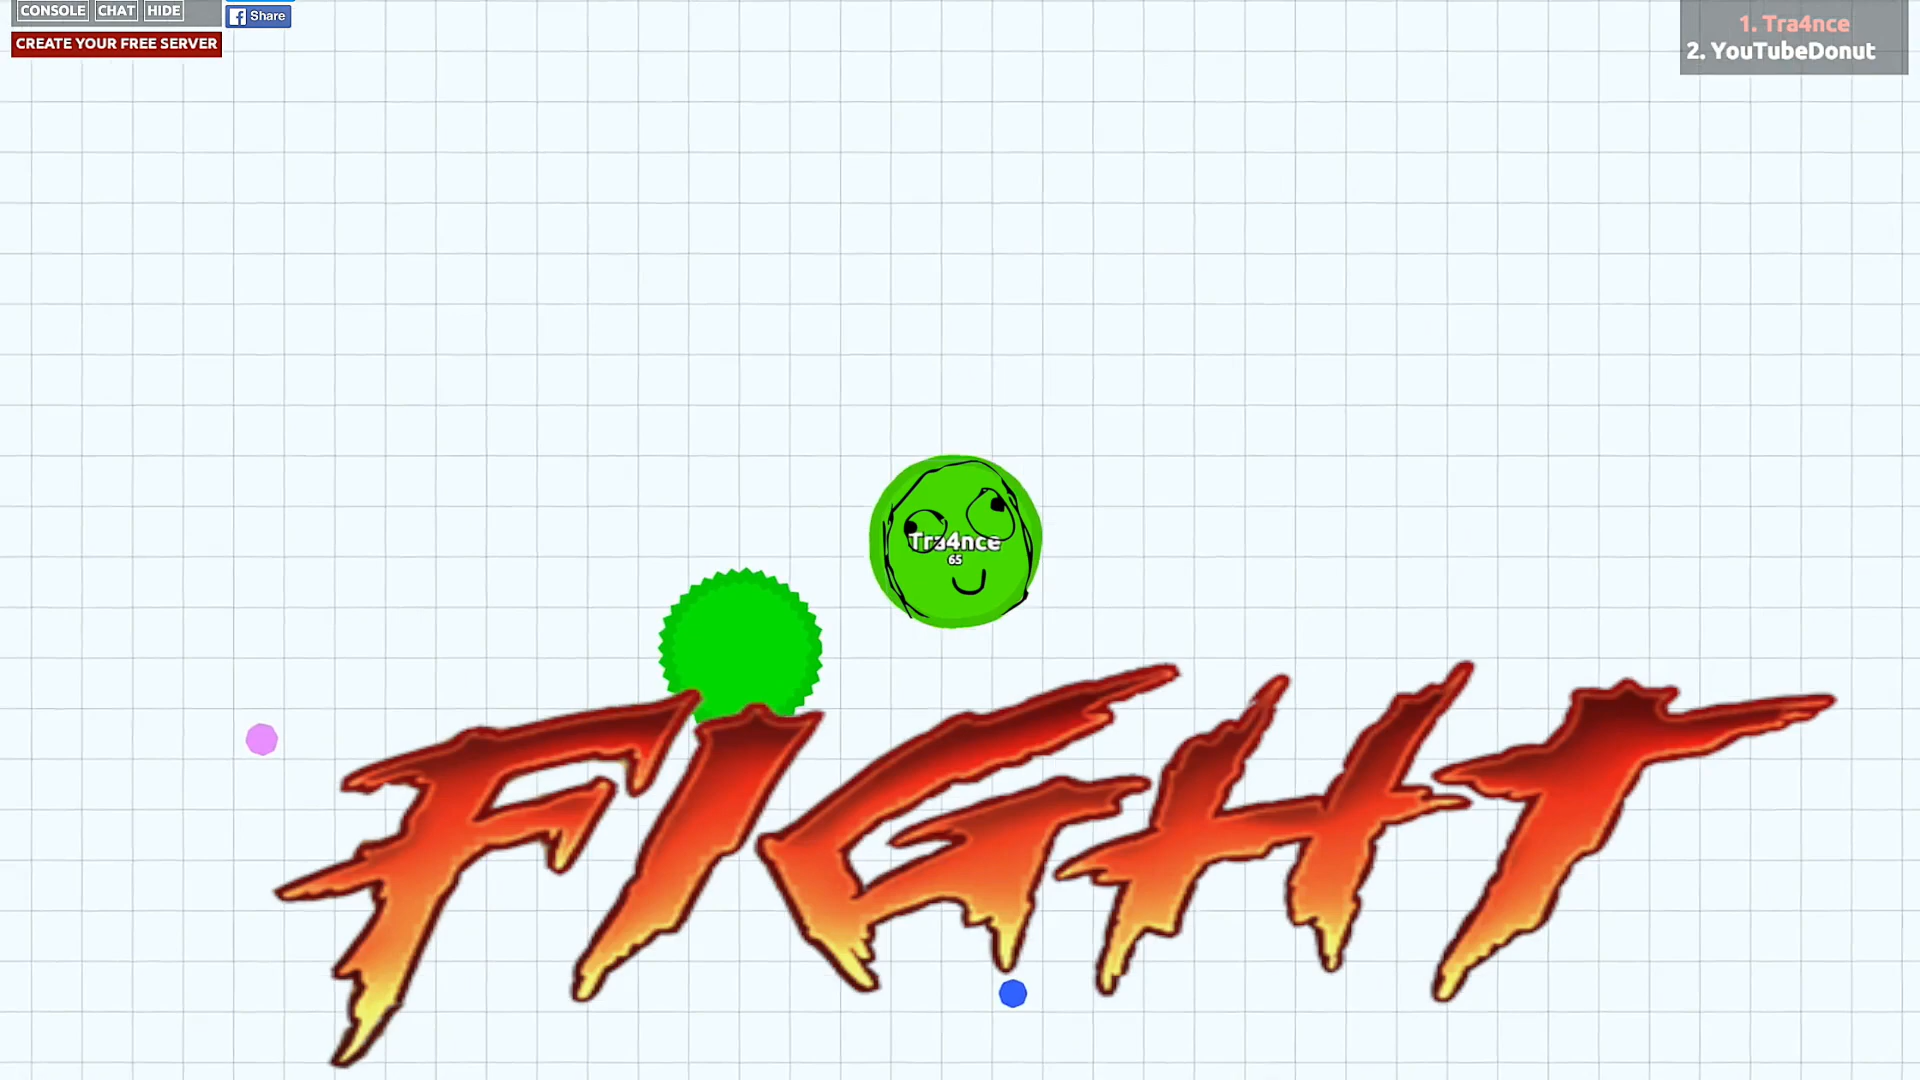 CONSOLE CHAT HIDE
Share
CREATE YOUR FREE SERVER
1. Tra4nce
2. YouTubeDonut
Tra4nce
65
FIGHT